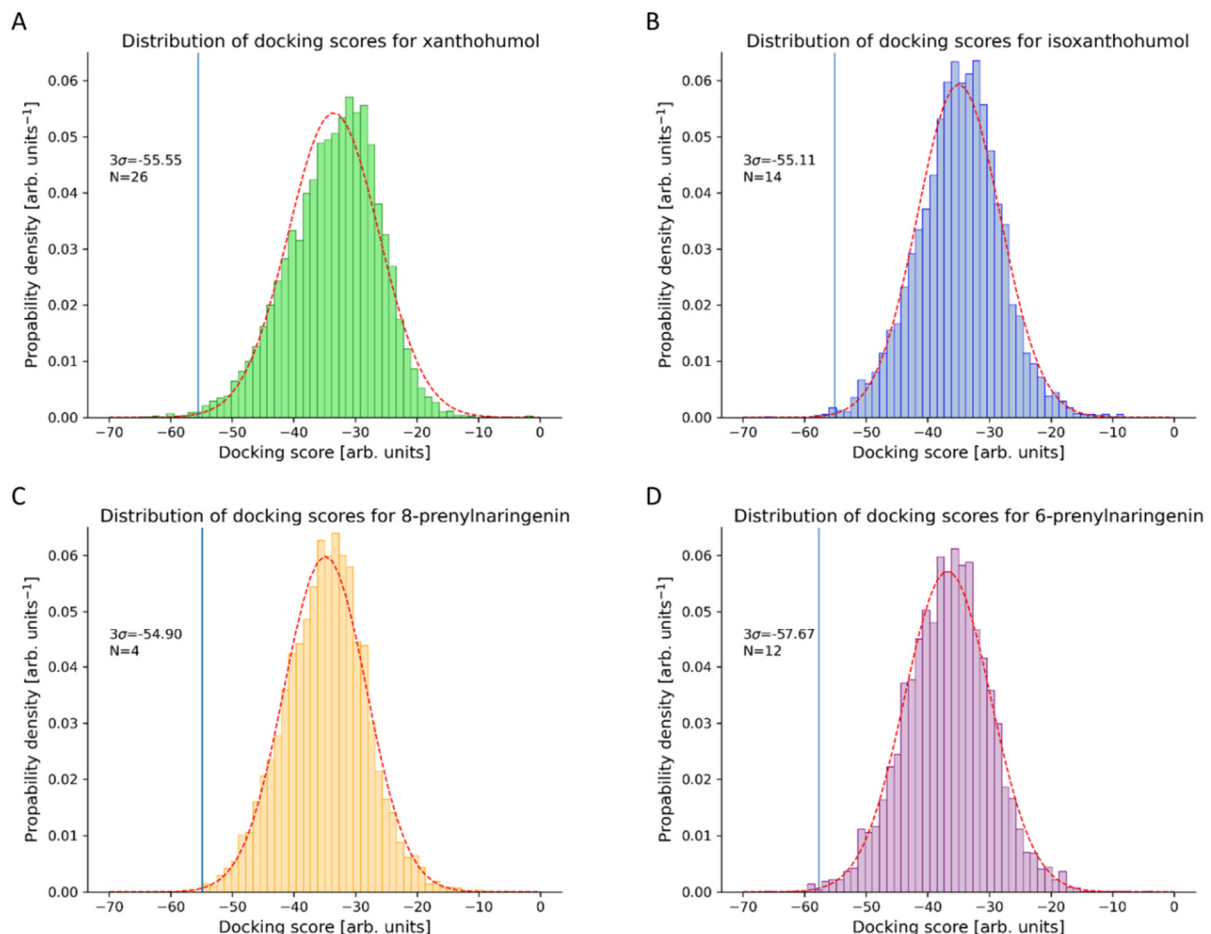 A
Distribution of docking scores for xanthohumol
Propability density [arb. units⁻¹]
0.06
0.05
0.04
0.03
0.02
0.01
0.00
3σ=-55.55
N=26
−70 −60 −50 −40 −30 −20 −10 0
Docking score [arb. units]
B
Distribution of docking scores for isoxanthohumol
Propability density [arb. units⁻¹]
0.06
0.05
0.04
0.03
0.02
0.01
0.00
3σ=-55.11
N=14
−70 −60 −50 −40 −30 −20 −10 0
Docking score [arb. units]
C
Distribution of docking scores for 8-prenylnaringenin
Propability density [arb. units⁻¹]
0.06
0.05
0.04
0.03
0.02
0.01
0.00
3σ=-54.90
N=4
−70 −60 −50 −40 −30 −20 −10 0
Docking score [arb. units]
D
Distribution of docking scores for 6-prenylnaringenin
Propability density [arb. units⁻¹]
0.06
0.05
0.04
0.03
0.02
0.01
0.00
3σ=-57.67
N=12
−70 −60 −50 −40 −30 −20 −10 0
Docking score [arb. units]